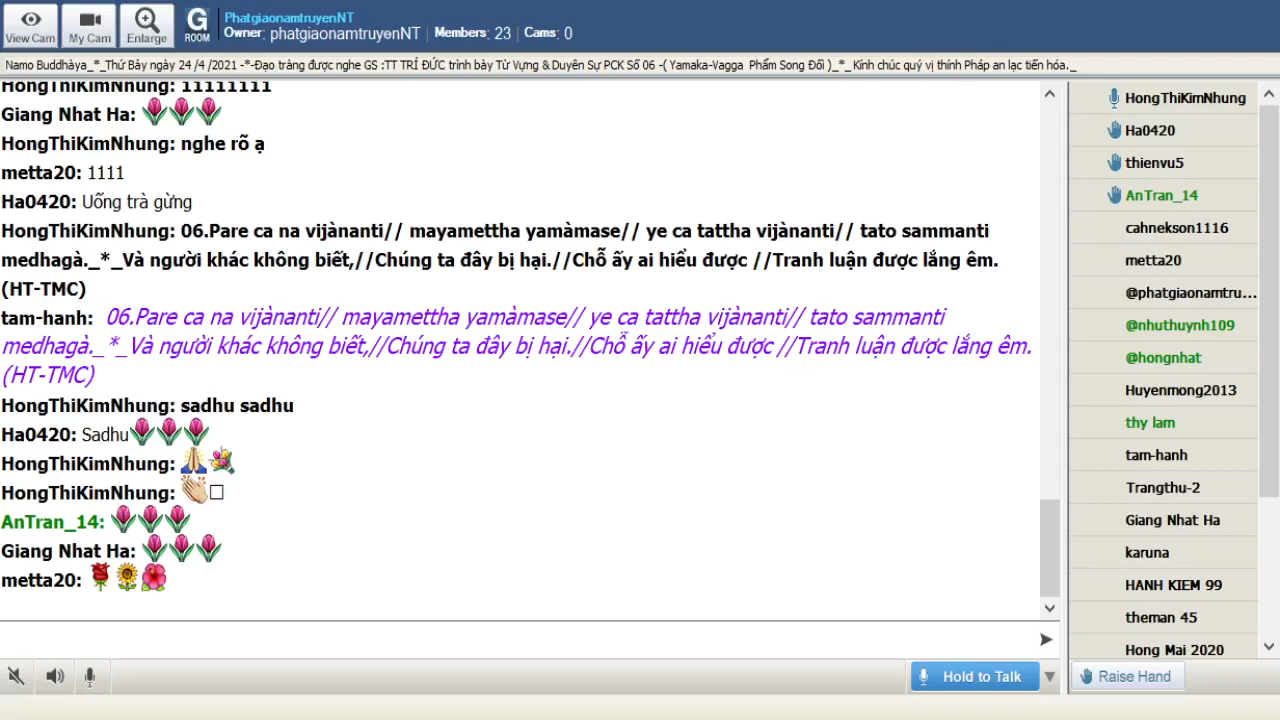 View Cam
My Cam
Enlarge
G
ROOM
PhatgiaonamtruyenNT
Owner: phatgiaonamtruyenNT | Members: 23 | Cams: 0
Namo Buddhàya_*_Thứ Bảy ngày 24 /4 /2021 -*-Đạo tràng được nghe GS :TT TRÍ ĐỨC trình bày Từ Vựng & Duyên Sự PCK Số 06 -( Yamaka-Vagga Phẩm Song Đối )_*_ Kính chúc quý vị thính Pháp an lạc tiến hóa._
HongThiKimNhung: 11111111
Giang Nhat Ha: 🌷🌷🌷
HongThiKimNhung: nghe rõ ạ
metta20: 1111
Ha0420: Uống trà gừng
HongThiKimNhung: 06.Pare ca na vijànanti// mayamettha yamàmase// ye ca tattha vijànanti// tato sammanti
medhagà._*_Và người khác không biết,//Chúng ta đây bị hại.//Chỗ ấy ai hiểu được //Tranh luận được lắng êm.
(HT-TMC)
tam-hanh: 06.Pare ca na vijànanti// mayamettha yamàmase// ye ca tattha vijànanti// tato sammanti
medhagà._*_Và người khác không biết,//Chúng ta đây bị hại.//Chỗ ấy ai hiểu được //Tranh luận được lắng êm.
(HT-TMC)
HongThiKimNhung: sadhu sadhu
Ha0420: Sadhu🌷🌷🌷
HongThiKimNhung: 🙏💐
HongThiKimNhung: 👏□
AnTran_14: 🌷🌷🌷
Giang Nhat Ha: 🌷🌷🌷
metta20: 🌹🌻🌺
Hold to Talk
HongThiKimNhung
Ha0420
thienvu5
AnTran_14
cahnekson1116
metta20
@phatgiaonamtru...
@nhuthuynh109
@hongnhat
Huyenmong2013
thy lam
tam-hanh
Trangthu-2
Giang Nhat Ha
karuna
HANH KIEM 99
theman 45
Hong Mai 2020
Raise Hand